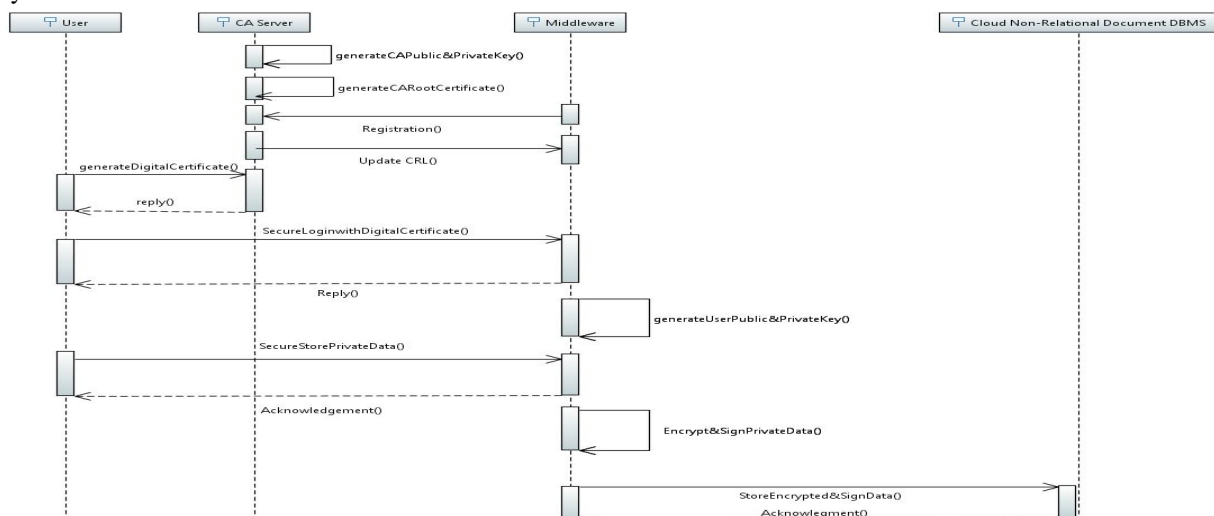 y
User
CA Server
Middleware
Cloud Non-Relational Document DBMS
generateCAPublic&PrivateKey()
generateCARootCertificate()
Registration()
Update CRL()
generateDigitalCertificate()
reply()
SecureLoginwithDigitalCertificate()
Reply()
generateUserPublic&PrivateKey()
SecureStorePrivateData()
Acknowledgement()
Encrypt&SignPrivateData()
StoreEncrypted&SignData()
Acknowlegment()